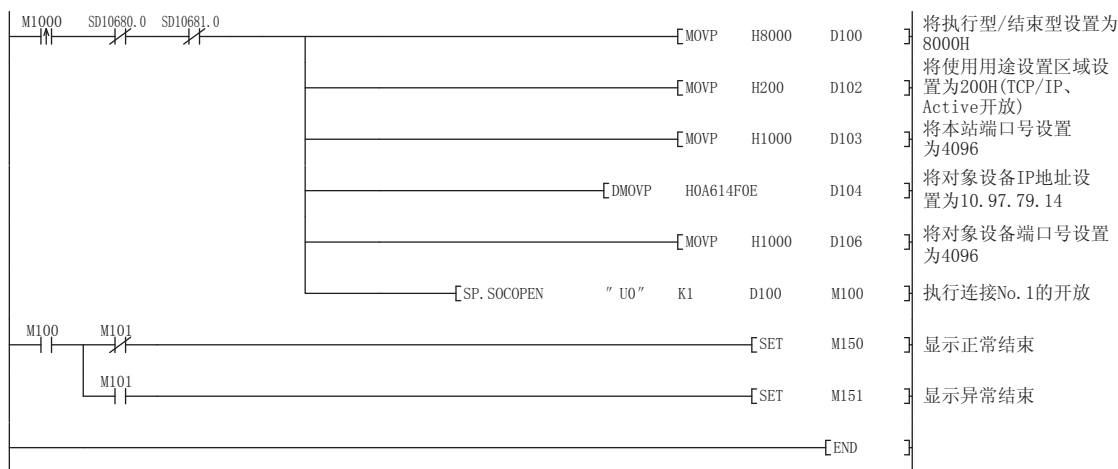 M1000 SD10680.0 SD10681.0 MOVP H8000 D100 将执行型/结束型设置为
8000H
MOVP H200 D102 将使用用途设置区域设
置为200H(TCP/IP、
Active开放)
MOVP H1000 D103 将本站端口号设置
为4096
DMOVP H0A614F0E D104 将对象设备IP地址设
置为10.97.79.14
MOVP H1000 D106 将对象设备端口号设置
为4096
SP.SOCOPEN "U0" K1 D100 M100 执行连接No.1的开放
M100 M101 SET M150 显示正常结束
M101 SET M151 显示异常结束
END